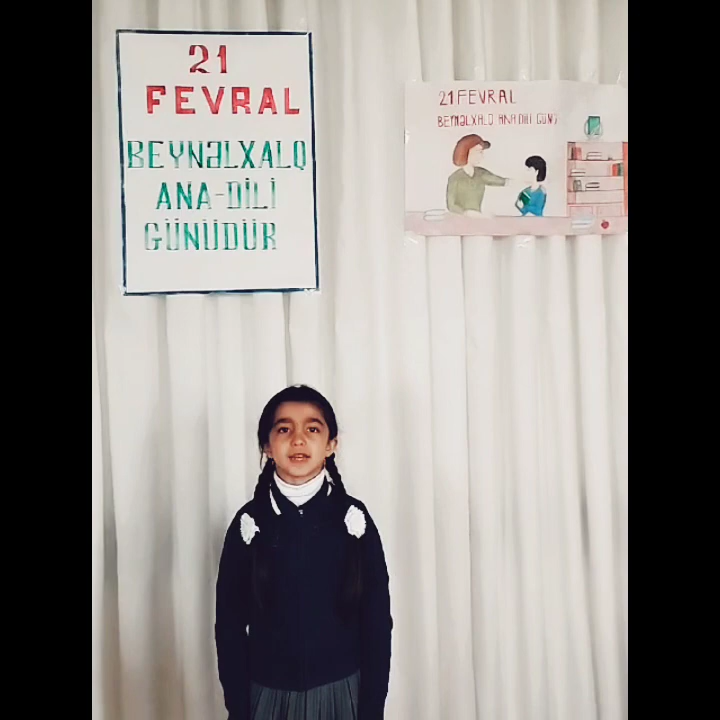 21
FEVRAL
BEYNƏLXALQ
ANA-DİLİ
GÜNÜDÜR
21 FEVRAL
BEYNƏLXALQ ANA DİLİ GÜNÜ